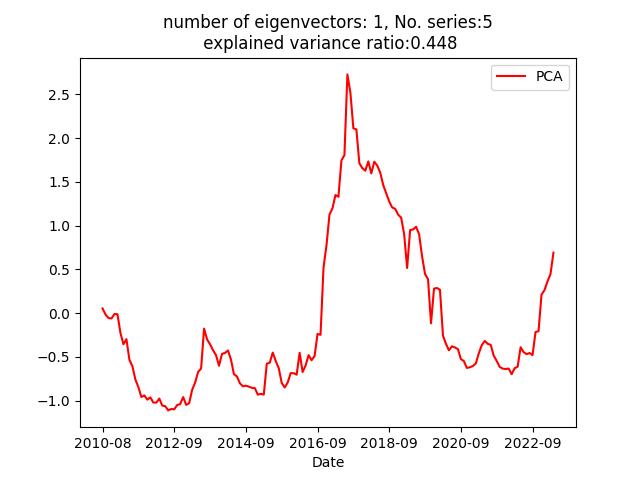 number of eigenvectors: 1, No. series:5
explained variance ratio:0.448
PCA
2.5
2.0
1.5
1.0
0.5
0.0
−0.5
−1.0
2010-08 2012-09 2014-09 2016-09 2018-09 2020-09 2022-09
Date